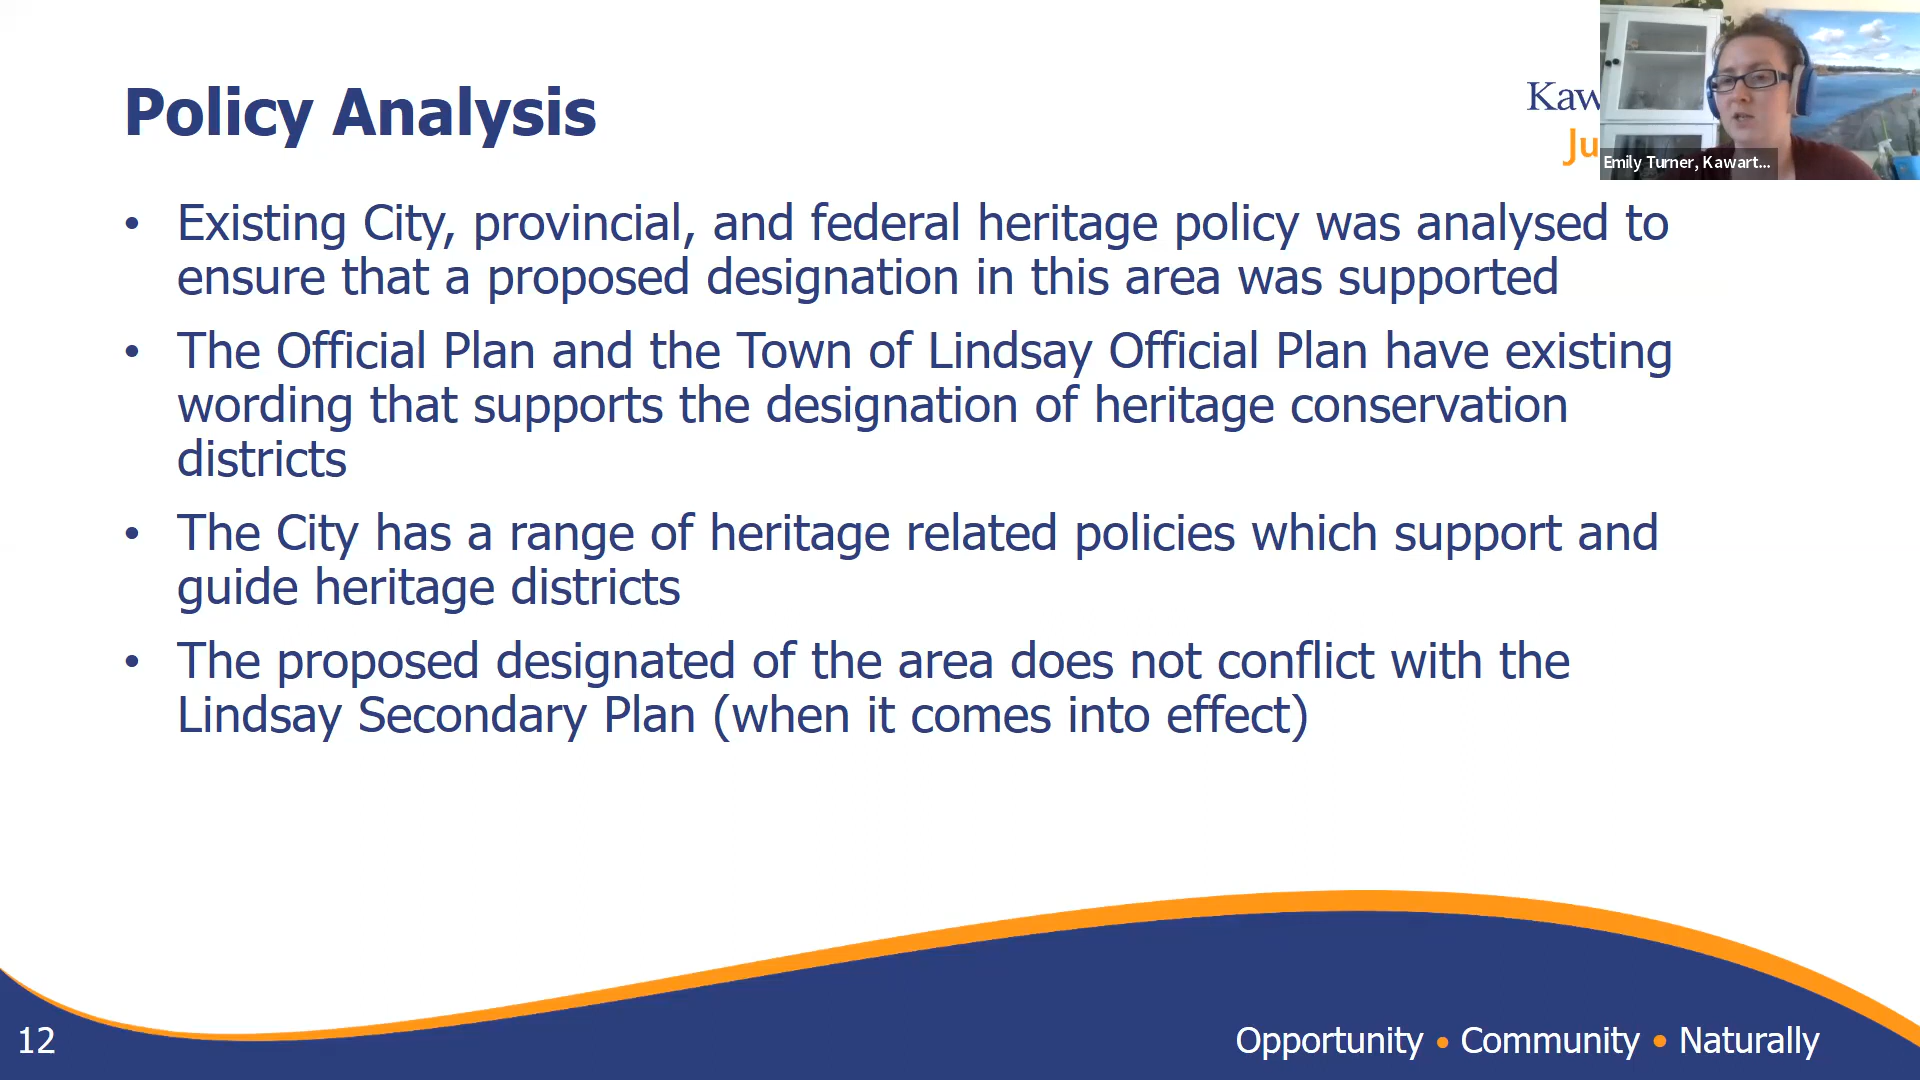 Policy Analysis
Kaw
Ju
Emily Turner, Kawart...
• Existing City, provincial, and federal heritage policy was analysed to
ensure that a proposed designation in this area was supported
• The Official Plan and the Town of Lindsay Official Plan have existing
wording that supports the designation of heritage conservation
districts
• The City has a range of heritage related policies which support and
guide heritage districts
• The proposed designated of the area does not conflict with the
Lindsay Secondary Plan (when it comes into effect)
12
Opportunity • Community • Naturally